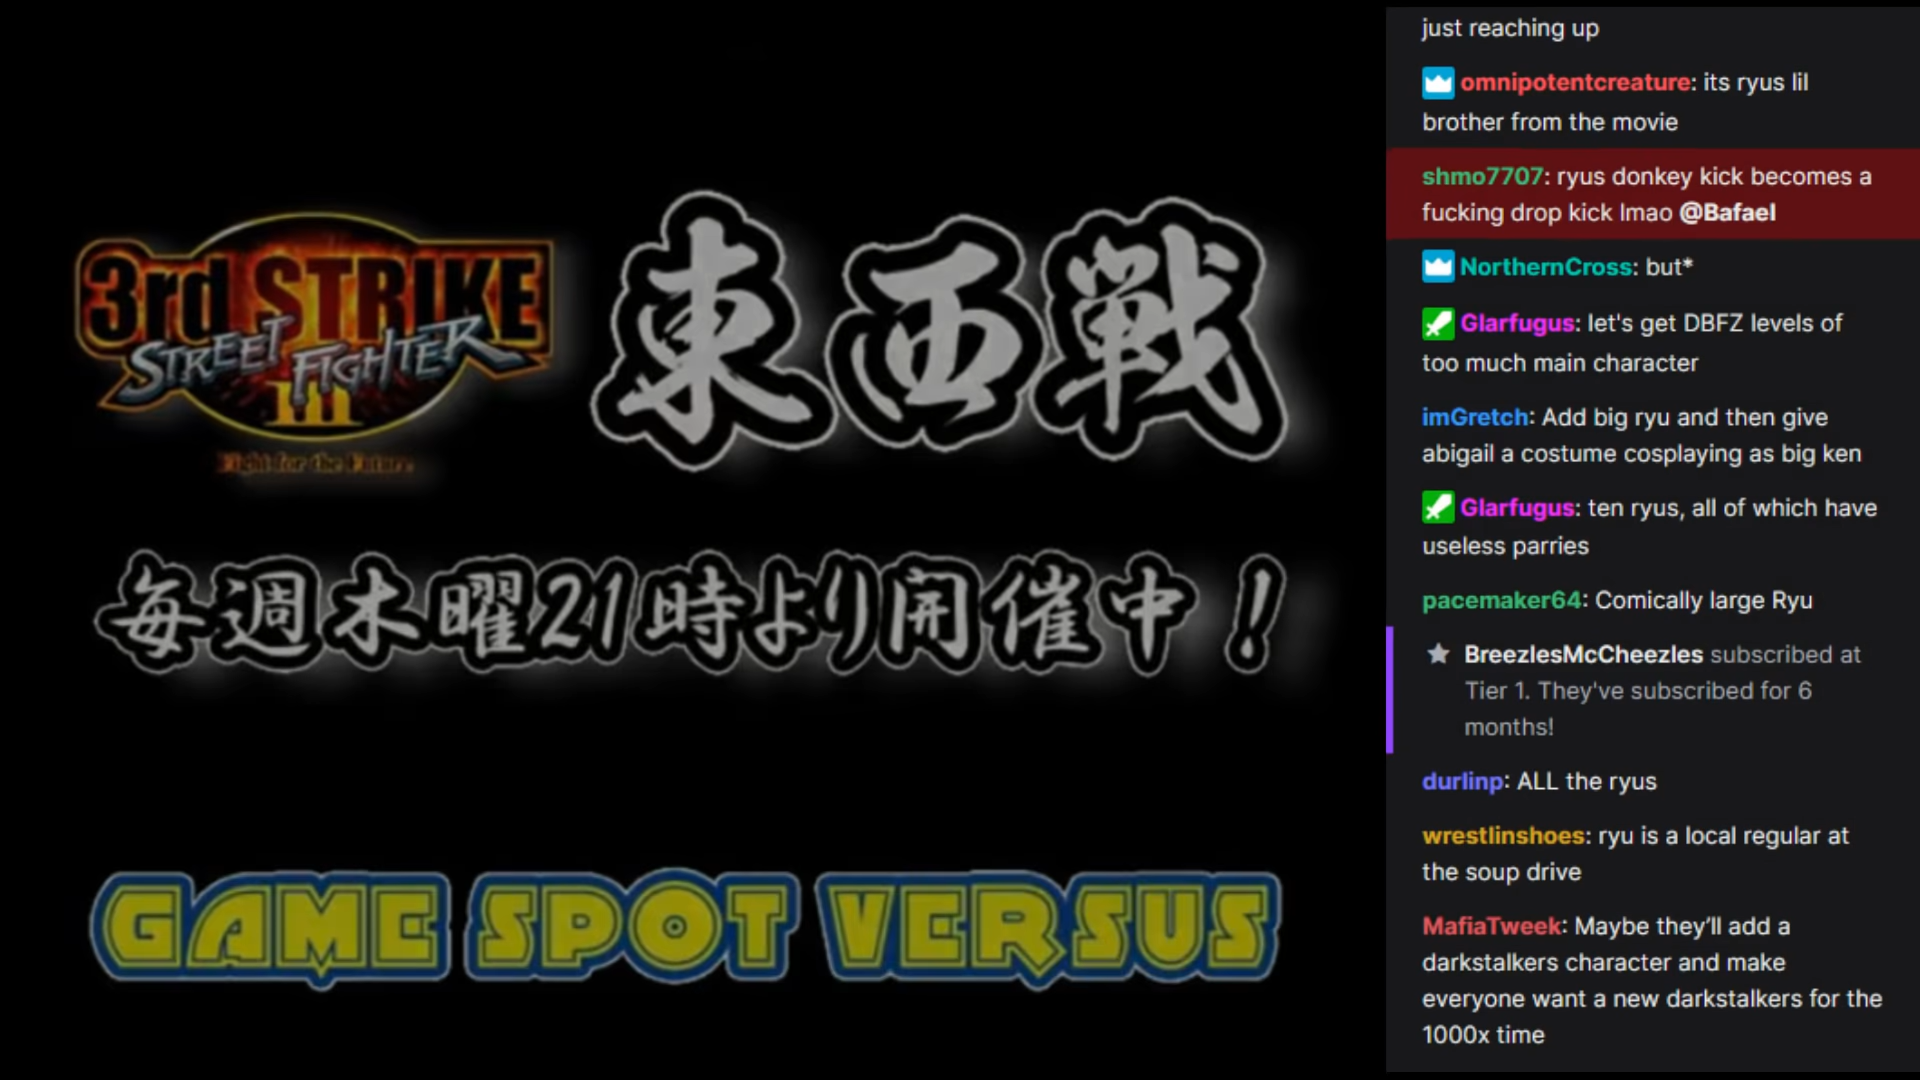 3rd STRIKE
STREET FIGHTER
III
Fight for the Future
東西戦
毎週木曜21時より開催中！
GAME SPOT VERSUS
just reaching up
omnipotentcreature: its ryus lil
brother from the movie
shmo7707: ryus donkey kick becomes a
fucking drop kick lmao @Bafael
NorthernCross: but*
Glarfugus: let's get DBFZ levels of
too much main character
imGretch: Add big ryu and then give
abigail a costume cosplaying as big ken
Glarfugus: ten ryus, all of which have
useless parries
pacemaker64: Comically large Ryu
BreezlesMcCheezles subscribed at
Tier 1. They've subscribed for 6
months!
durlinp: ALL the ryus
wrestlinshoes: ryu is a local regular at
the soup drive
MafiaTweek: Maybe they’ll add a
darkstalkers character and make
everyone want a new darkstalkers for the
1000x time